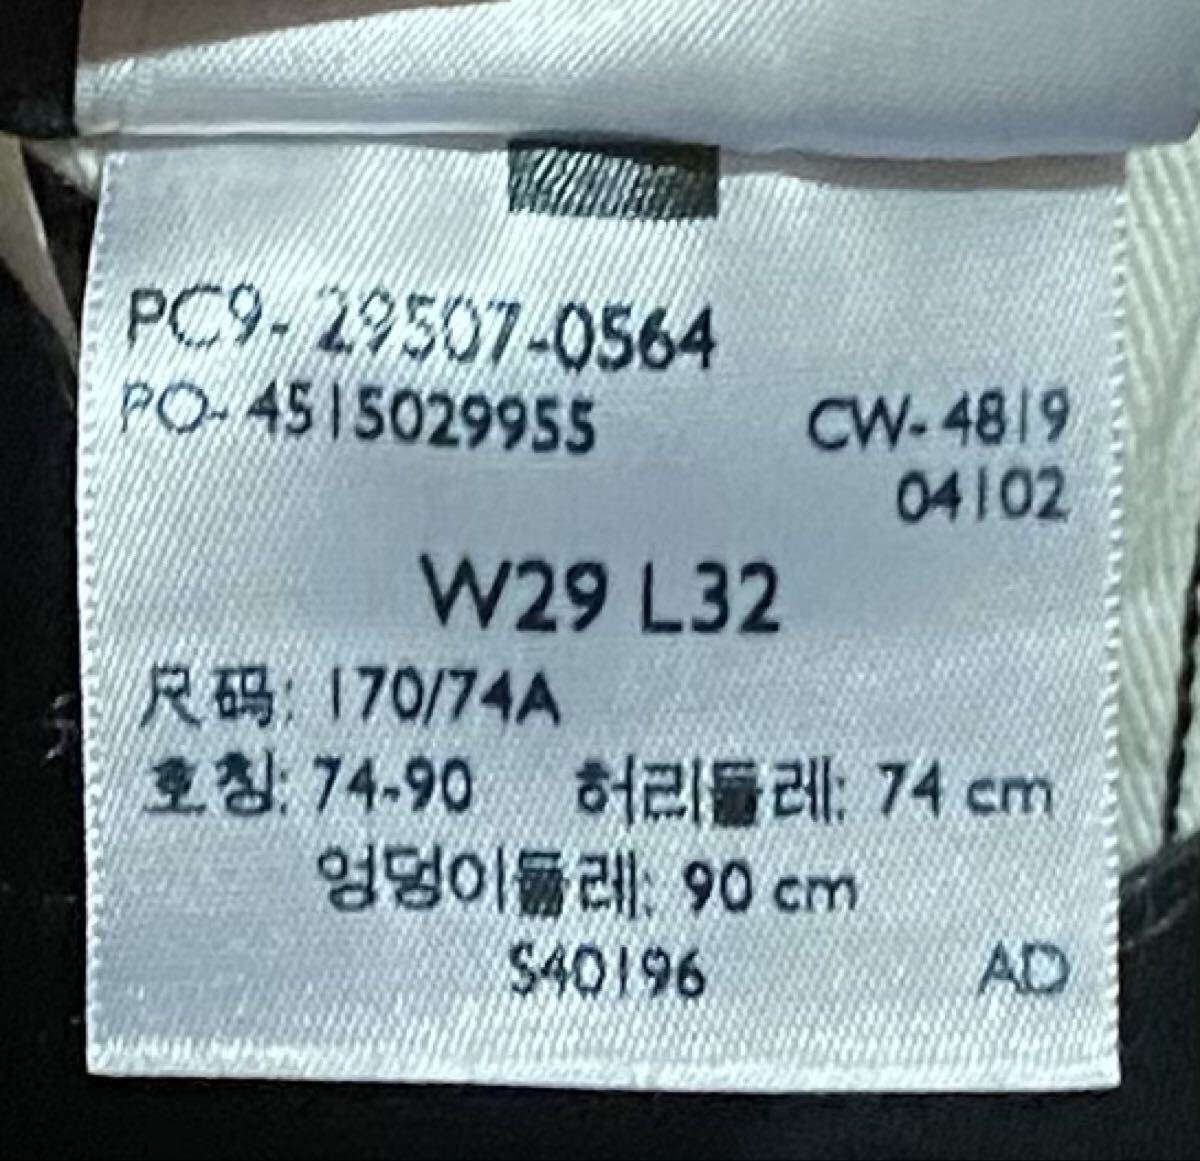 PC9- 29507-0564
PO- 4515029955 CW- 4819
04102
W29 L32
尺码: 170/74A
호칭: 74-90 허리둘레: 74 cm
엉덩이둘레: 90 cm
S40196 AD